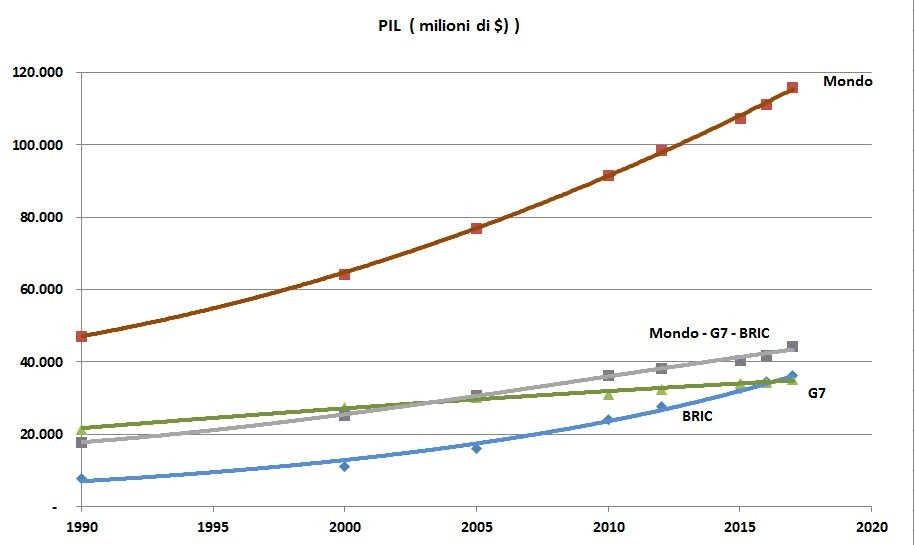 PIL ( milioni di $) )
120.000
100.000
80.000
60.000
40.000
20.000
-
Mondo
Mondo - G7 - BRIC
G7
BRIC
1990 1995 2000 2005 2010 2015 2020